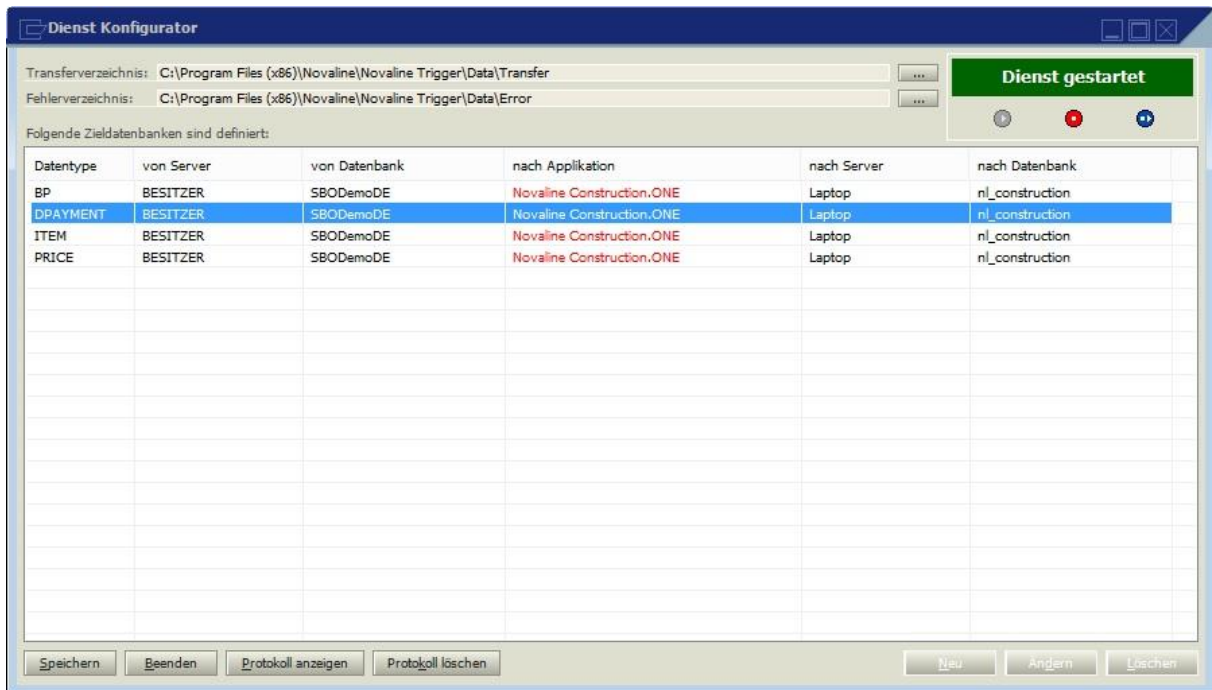 Dienst Konfigurator
Transferverzeichnis: C:\Program Files (x86)\Novaline\Novaline Trigger\Data\Transfer ...
Dienst gestartet
Fehlerverzeichnis: C:\Program Files (x86)\Novaline\Novaline Trigger\Data\Error ...
Folgende Zieldatenbanken sind definiert:
Datentype von Server von Datenbank nach Applikation nach Server nach Datenbank
BP BESITZER SBODemoDE Novaline Construction.ONE Laptop nl_construction
DPAYMENT BESITZER SBODemoDE Novaline Construction.ONE Laptop nl_construction
ITEM BESITZER SBODemoDE Novaline Construction.ONE Laptop nl_construction
PRICE BESITZER SBODemoDE Novaline Construction.ONE Laptop nl_construction
Speichern Beenden Protokoll anzeigen Protokoll löschen Neu Ändern Löschen